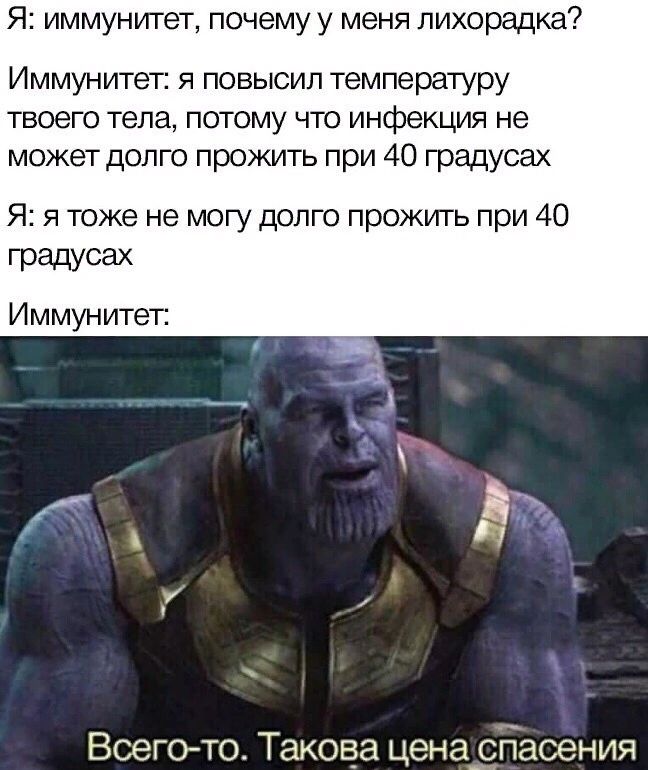 Я: иммунитет, почему у меня лихорадка?
Иммунитет: я повысил температуру
твоего тела, потому что инфекция не
может долго прожить при 40 градусах
Я: я тоже не могу долго прожить при 40
градусах
Иммунитет:
Всего-то. Такова цена спасения